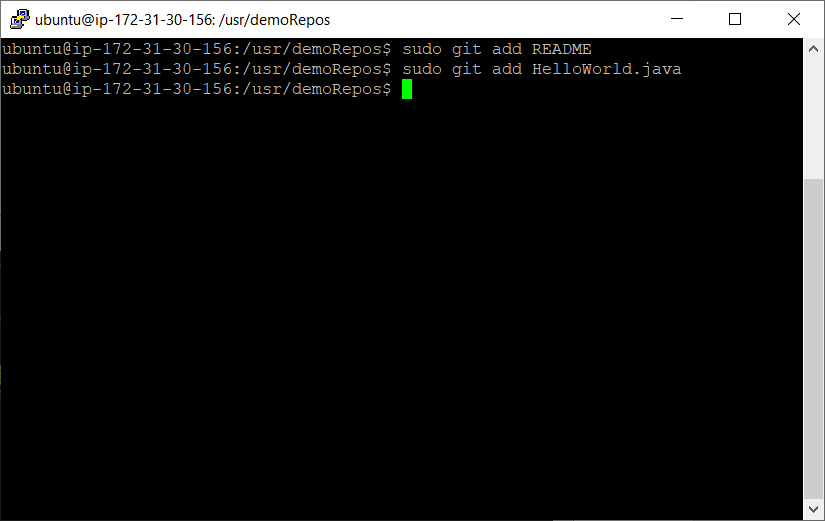 ubuntu@ip-172-31-30-156: /usr/demoRepos
ubuntu@ip-172-31-30-156:/usr/demoRepos$ sudo git add README
ubuntu@ip-172-31-30-156:/usr/demoRepos$ sudo git add HelloWorld.java
ubuntu@ip-172-31-30-156:/usr/demoRepos$